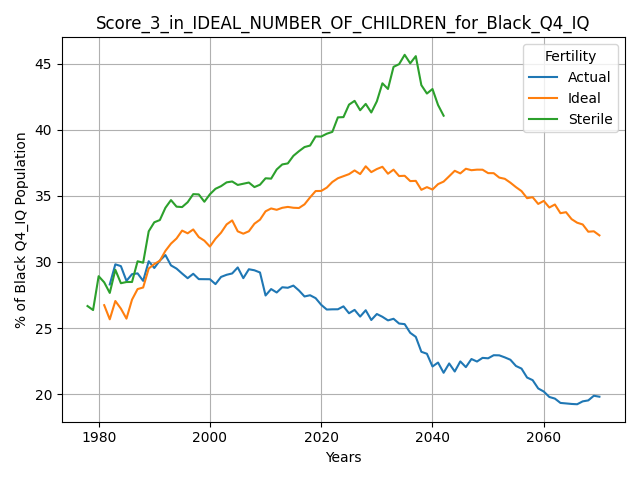 Score_3_in_IDEAL_NUMBER_OF_CHILDREN_for_Black_Q4_IQ
% of Black Q4_IQ Population
45
40
35
30
25
20
Fertility
Actual
Ideal
Sterile
1980
2000
2020
2040
2060
Years